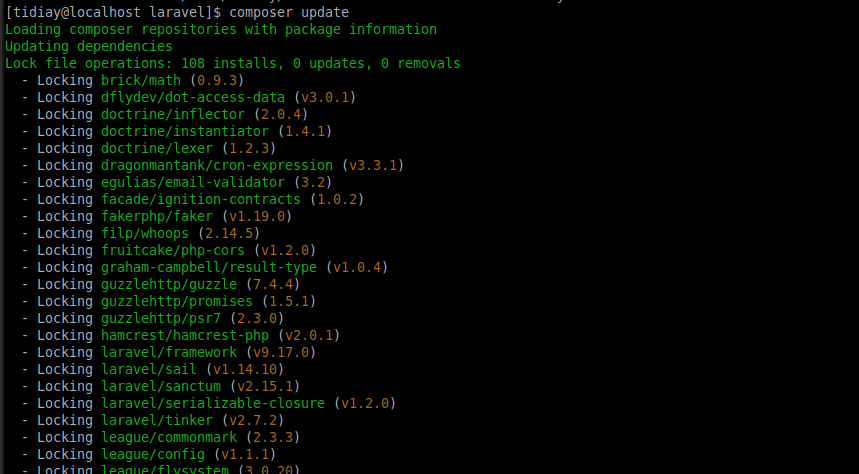 [tidiay@localhost laravel]$ composer update
Loading composer repositories with package information
Updating dependencies
Lock file operations: 108 installs, 0 updates, 0 removals
- Locking brick/math (0.9.3)
- Locking dflydev/dot-access-data (v3.0.1)
- Locking doctrine/inflector (2.0.4)
- Locking doctrine/instantiator (1.4.1)
- Locking doctrine/lexer (1.2.3)
- Locking dragonmantank/cron-expression (v3.3.1)
- Locking egulias/email-validator (3.2)
- Locking facade/ignition-contracts (1.0.2)
- Locking fakerphp/faker (v1.19.0)
- Locking filp/whoops (2.14.5)
- Locking fruitcake/php-cors (v1.2.0)
- Locking graham-campbell/result-type (v1.0.4)
- Locking guzzlehttp/guzzle (7.4.4)
- Locking guzzlehttp/promises (1.5.1)
- Locking guzzlehttp/psr7 (2.3.0)
- Locking hamcrest/hamcrest-php (v2.0.1)
- Locking laravel/framework (v9.17.0)
- Locking laravel/sail (v1.14.10)
- Locking laravel/sanctum (v2.15.1)
- Locking laravel/serializable-closure (v1.2.0)
- Locking laravel/tinker (v2.7.2)
- Locking league/commonmark (2.3.3)
- Locking league/config (v1.1.1)
- Locking league/flysystem (3.0.20)